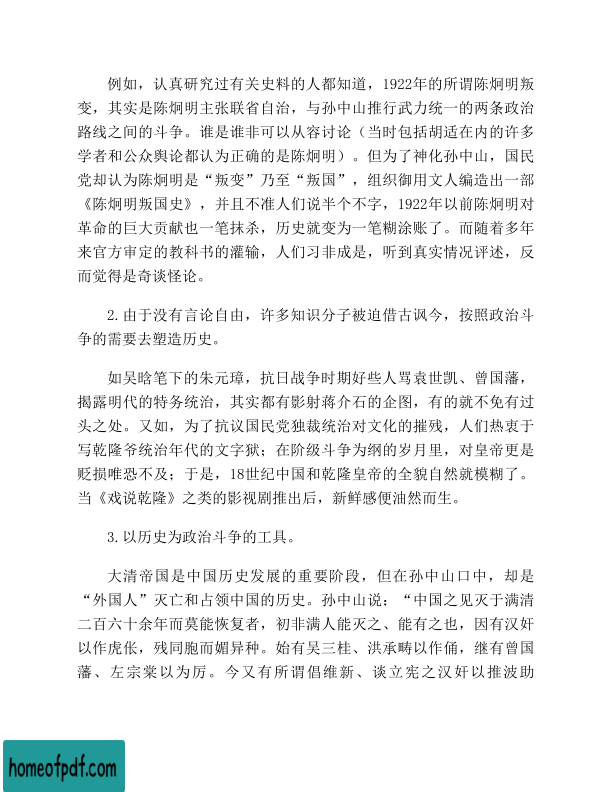 例如，认真研究过有关史料的人都知道，1922年的所谓陈炯明叛
变，其实是陈炯明主张联省自治，与孙中山推行武力统一的两条政治
路线之间的斗争。谁是谁非可以从容讨论（当时包括胡适在内的许多
学者和公众舆论都认为正确的是陈炯明）。但为了神化孙中山，国民
党却认为陈炯明是“叛变”乃至“叛国”，组织御用文人编造出一部
《陈炯明叛国史》，并且不准人们说半个不字，1922年以前陈炯明对
革命的巨大贡献也一笔抹杀，历史就变为一笔糊涂账了。而随着多年
来官方审定的教科书的灌输，人们习非成是，听到真实情况评述，反
而觉得是奇谈怪论。
2.由于没有言论自由，许多知识分子被迫借古讽今，按照政治斗
争的需要去塑造历史。
如吴晗笔下的朱元璋，抗日战争时期好些人骂袁世凯、曾国藩，
揭露明代的特务统治，其实都有影射蒋介石的企图，有的就不免有过
头之处。又如，为了抗议国民党独裁统治对文化的摧残，人们热衷于
写乾隆爷统治年代的文字狱；在阶级斗争为纲的岁月里，对皇帝更是
贬损唯恐不及；于是，18世纪中国和乾隆皇帝的全貌自然就模糊了。
当《戏说乾隆》之类的影视剧推出后，新鲜感便油然而生。
3.以历史为政治斗争的工具。
大清帝国是中国历史发展的重要阶段，但在孙中山口中，却是
“外国人”灭亡和占领中国的历史。孙中山说：“中国之见灭于满清
二百六十余年而莫能恢复者，初非满人能灭之、能有之也，因有汉奸
以作虎伥，残同胞而媚异种。始有吴三桂、洪承畴以作俑，继有曾国
藩、左宗棠以为厉。今又有所谓倡维新、谈立宪之汉奸以推波助
homeofpdf.com